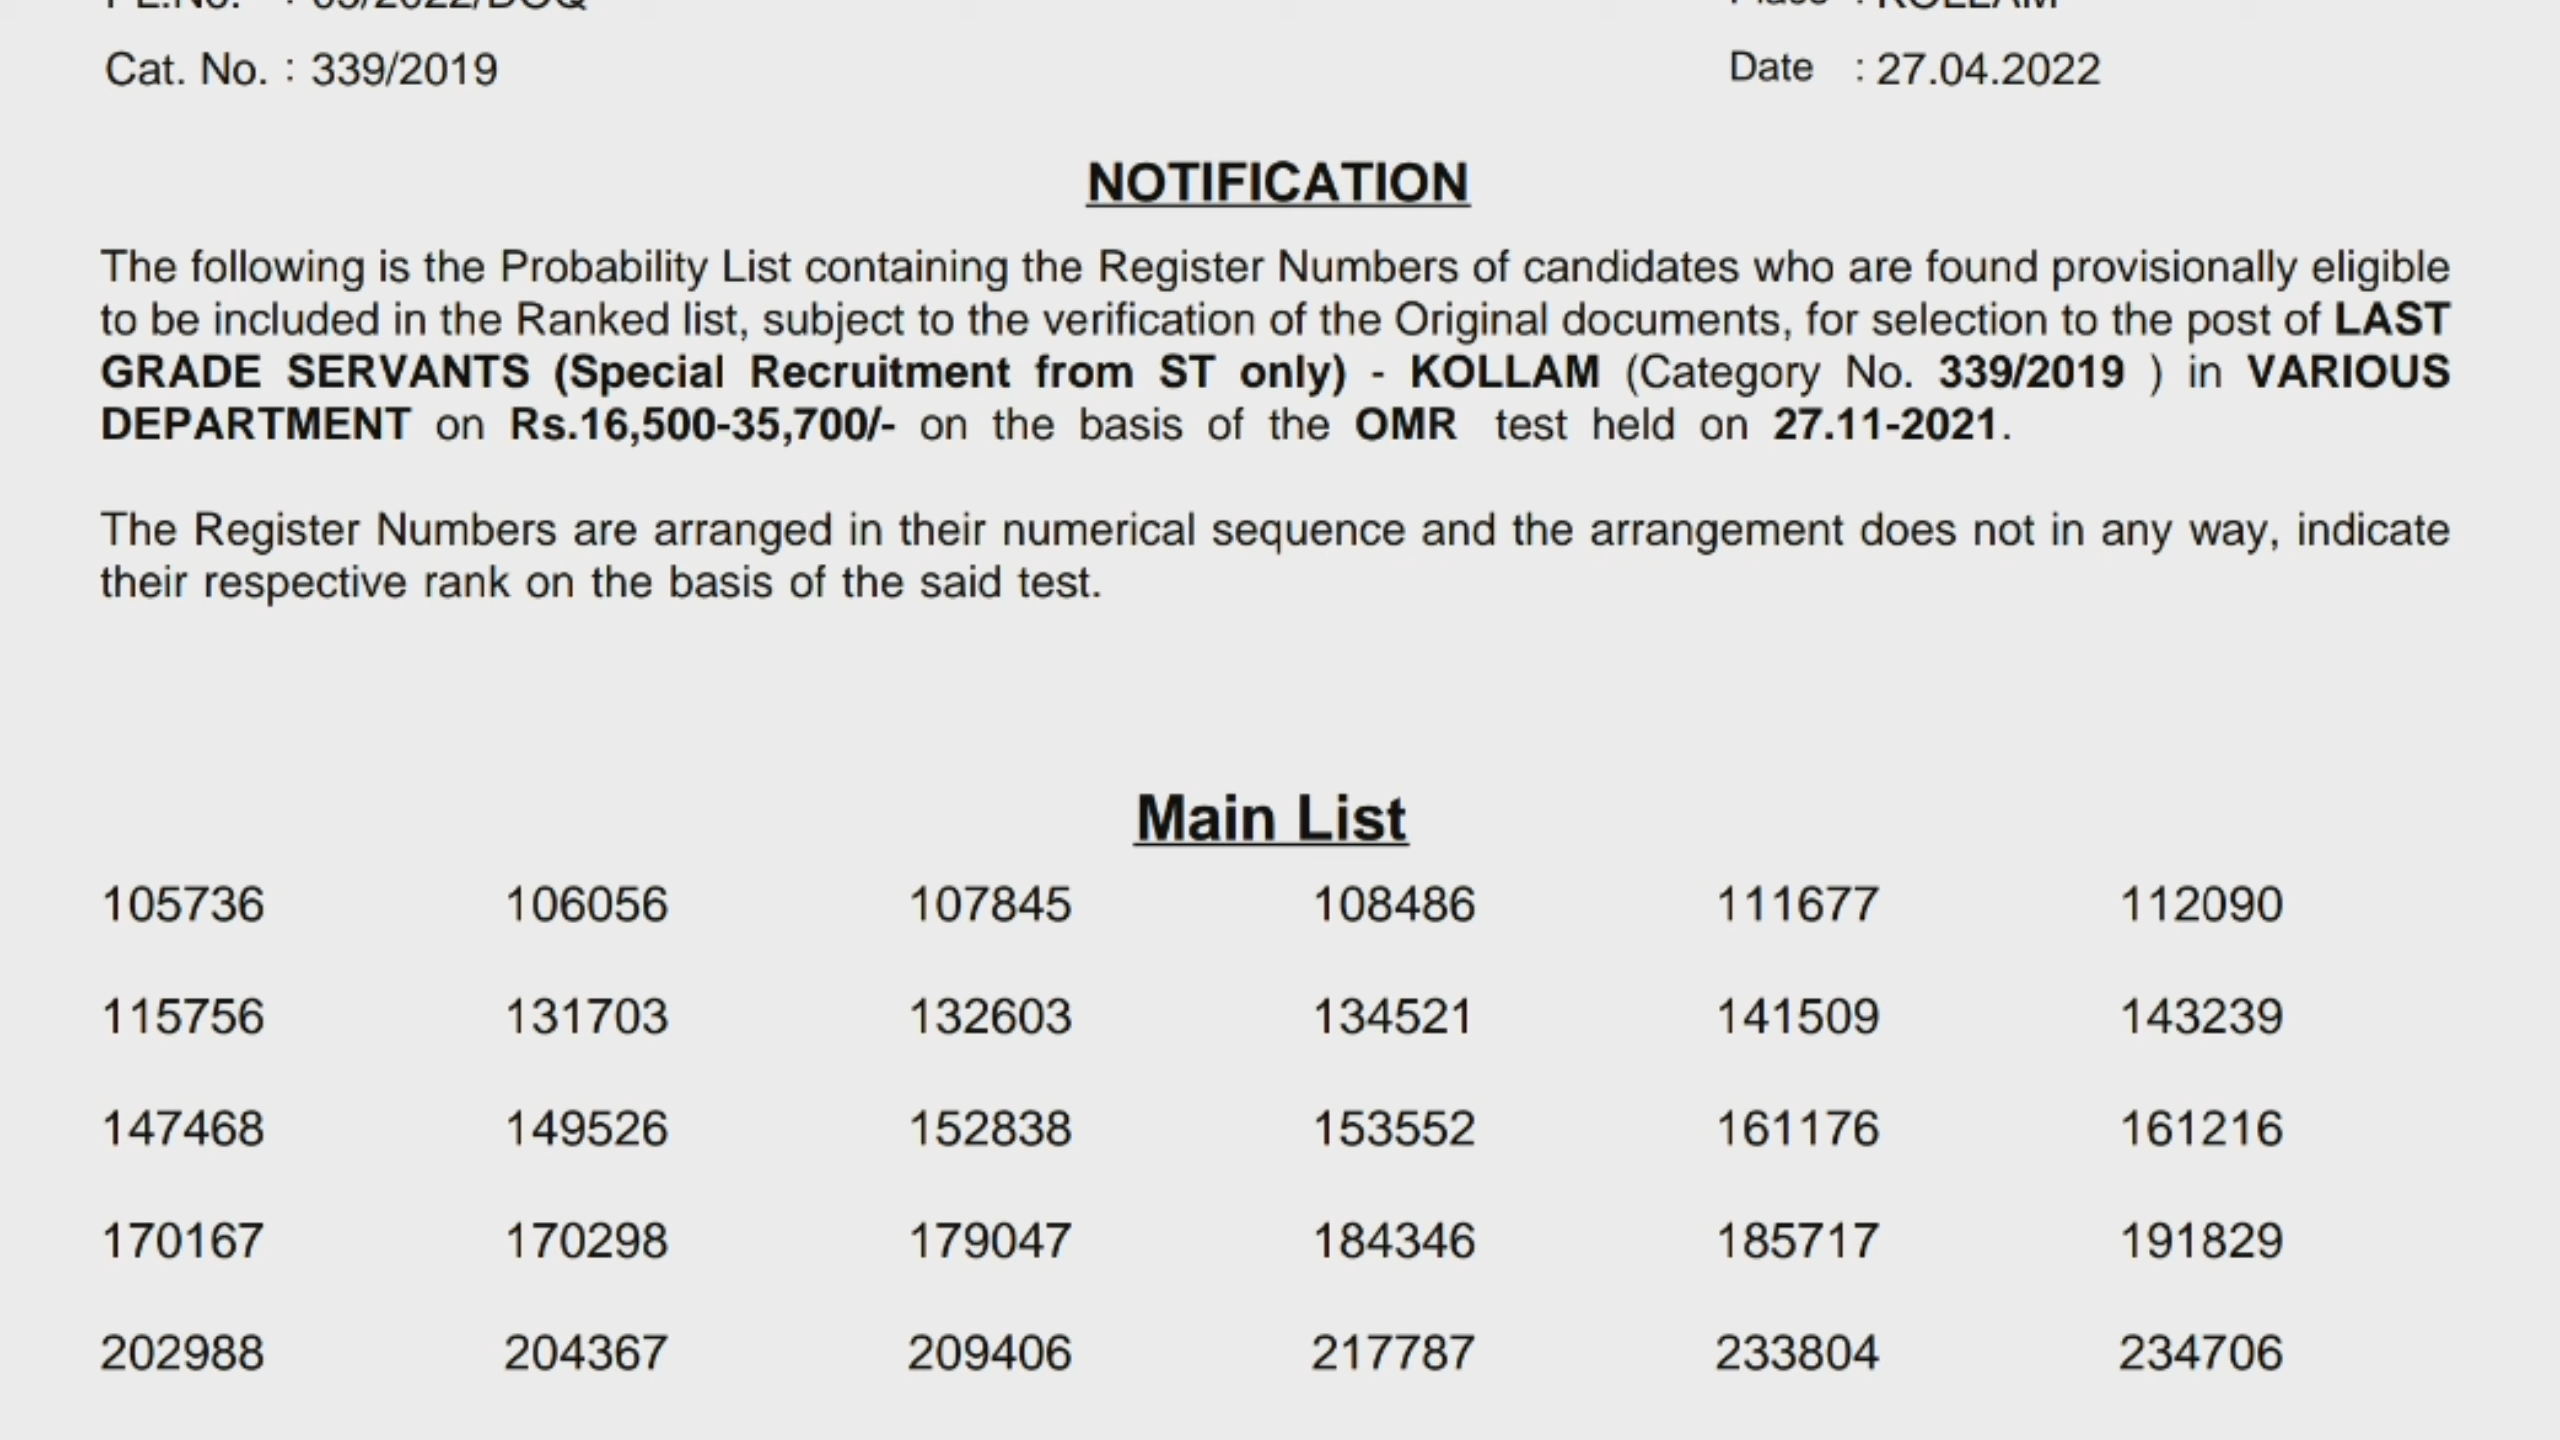 Cat. No. : 339/2019 Date : 27.04.2022
NOTIFICATION
The following is the Probability List containing the Register Numbers of candidates who are found provisionally eligible
to be included in the Ranked list, subject to the verification of the Original documents, for selection to the post of LAST
GRADE SERVANTS (Special Recruitment from ST only) - KOLLAM (Category No. 339/2019 ) in VARIOUS
DEPARTMENT on Rs.16,500-35,700/- on the basis of the OMR test held on 27.11-2021.
The Register Numbers are arranged in their numerical sequence and the arrangement does not in any way, indicate
their respective rank on the basis of the said test.
Main List
105736 106056 107845 108486 111677 112090
115756 131703 132603 134521 141509 143239
147468 149526 152838 153552 161176 161216
170167 170298 179047 184346 185717 191829
202988 204367 209406 217787 233804 234706